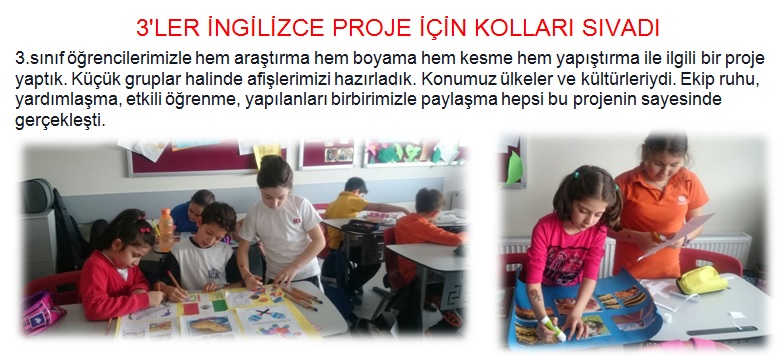 3'LER İNGİLİZCE PROJE İÇİN KOLLARI SIVADI
3.sınıf öğrencilerimizle hem araştırma hem boyama hem kesme hem yapıştırma ile ilgili bir proje
yaptık. Küçük gruplar halinde afişlerimizi hazırladık. Konumuz ülkeler ve kültürleriydi. Ekip ruhu,
yardımlaşma, etkili öğrenme, yapılanları birbirimizle paylaşma hepsi bu projenin sayesinde
gerçekleşti.